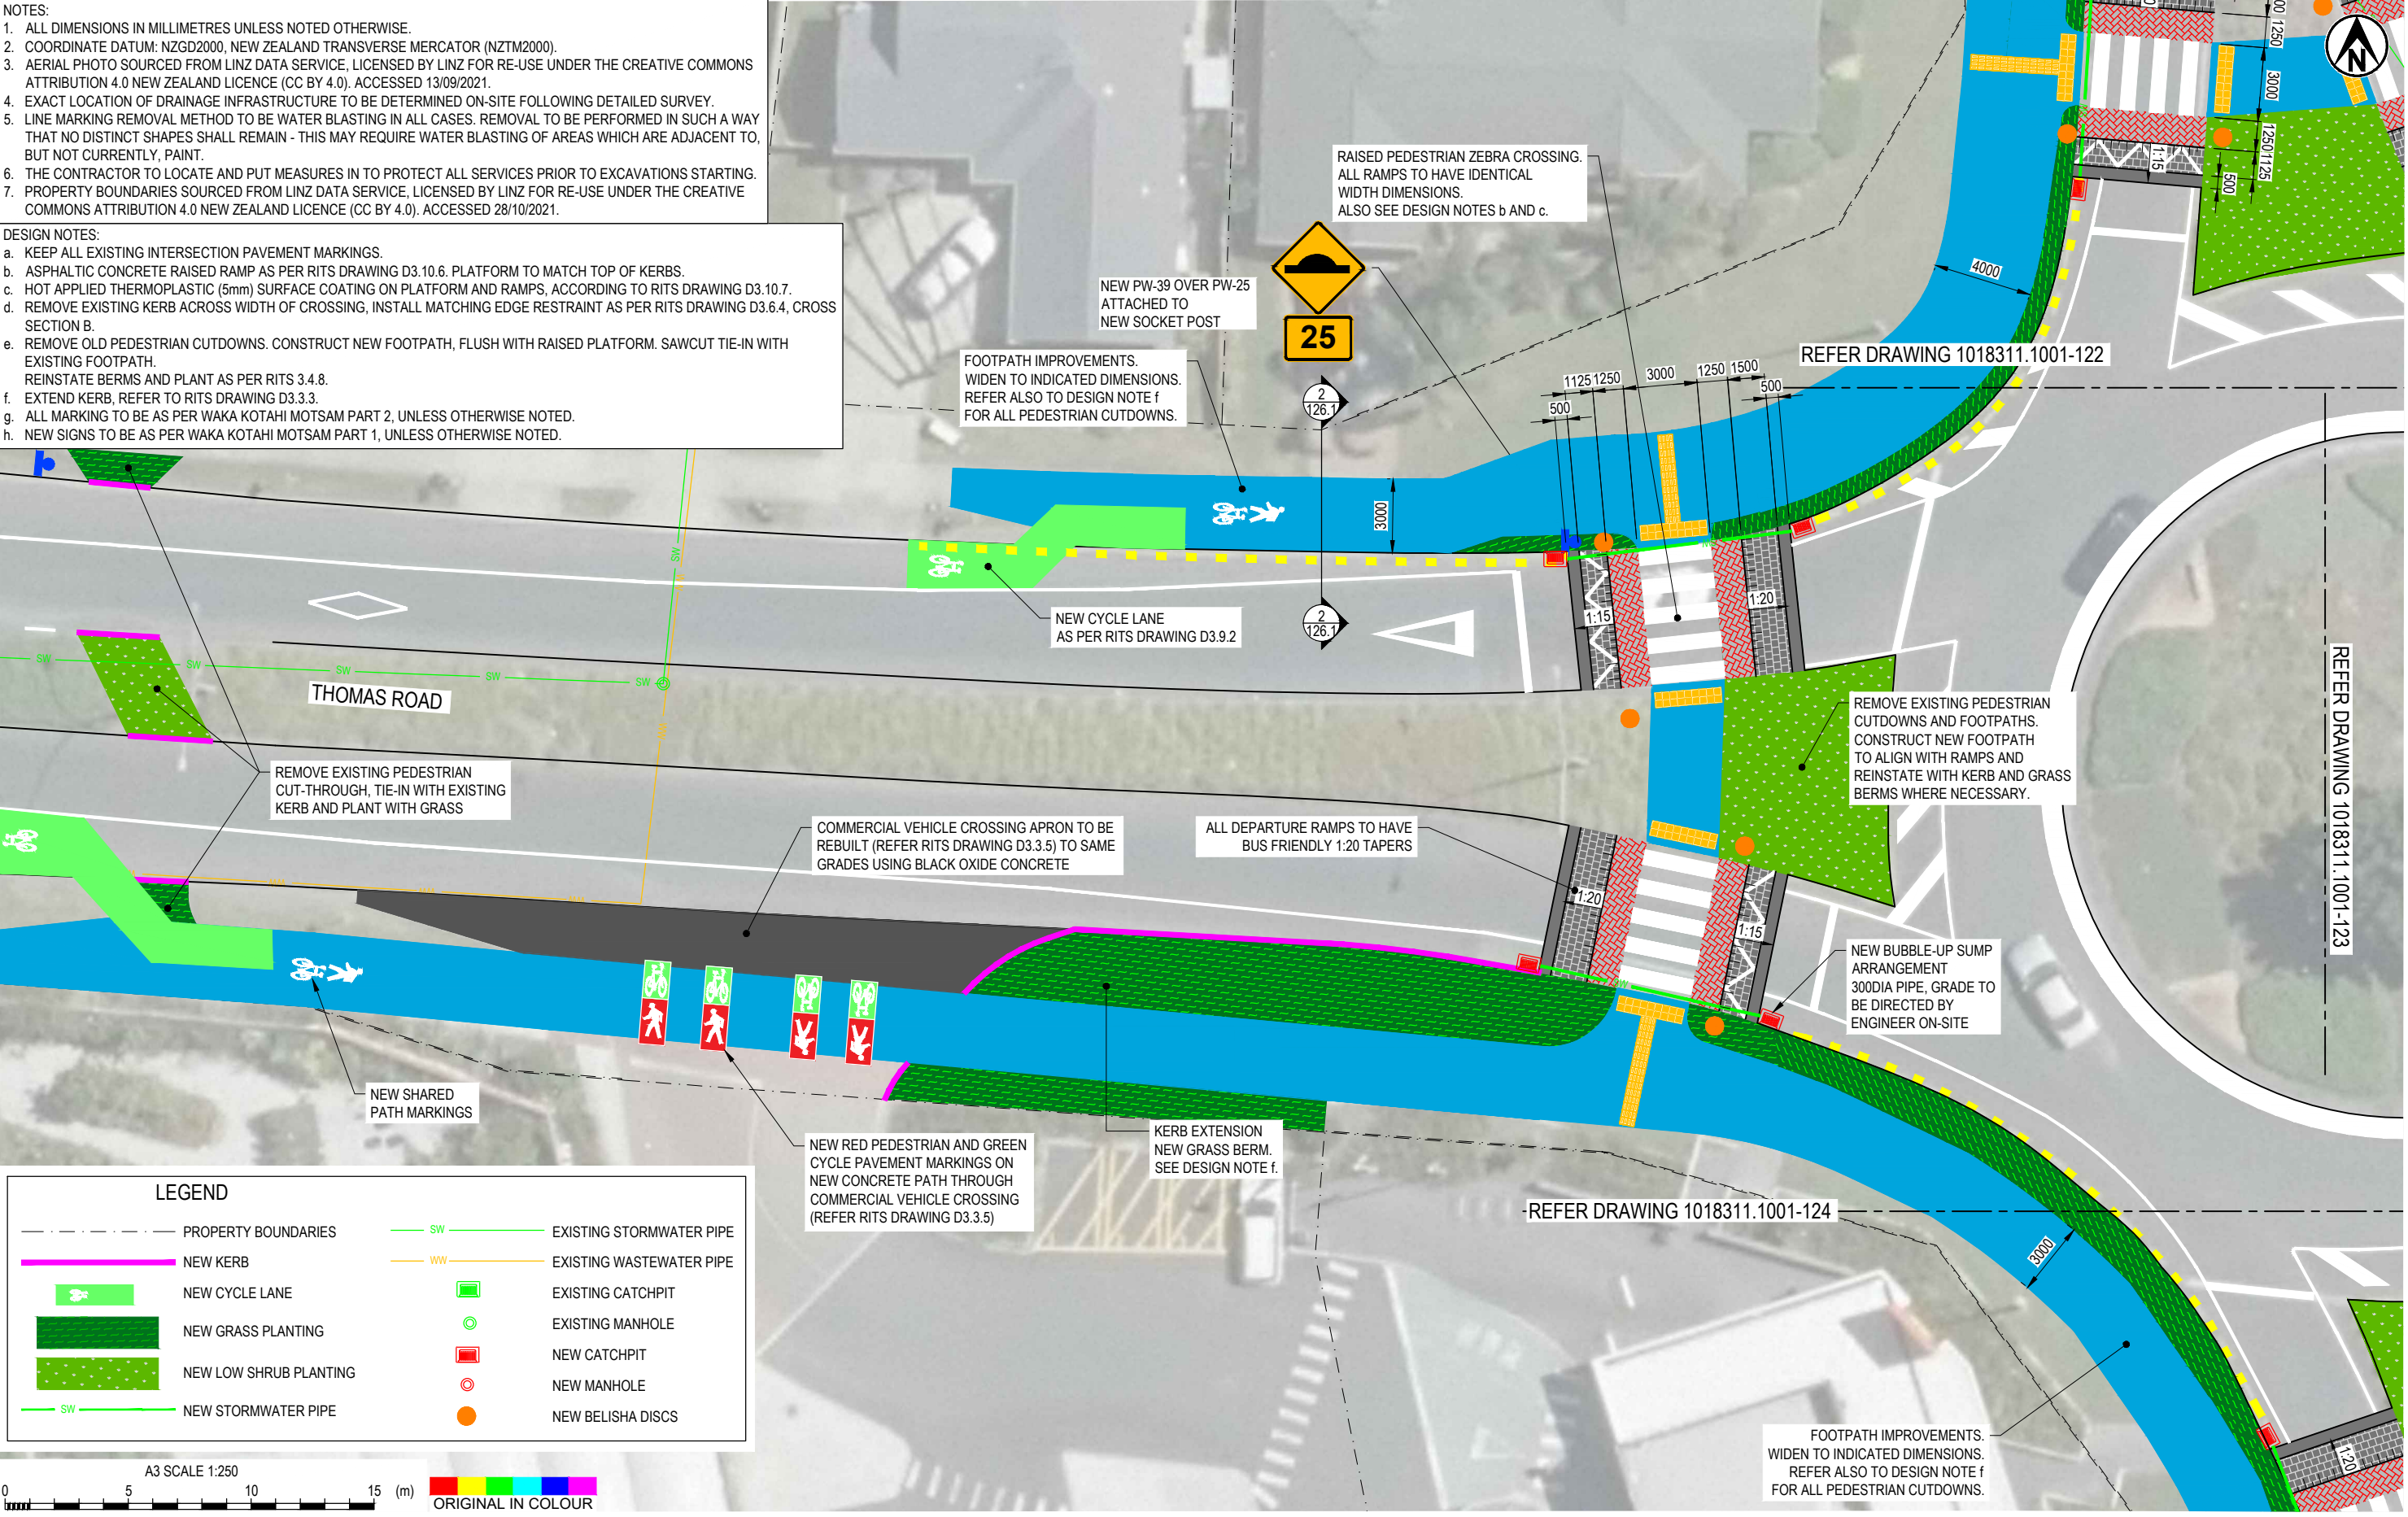 NOTES:
1. ALL DIMENSIONS IN MILLIMETRES UNLESS NOTED OTHERWISE.
2. COORDINATE DATUM: NZGD2000, NEW ZEALAND TRANSVERSE MERCATOR (NZTM2000).
3. AERIAL PHOTO SOURCED FROM LINZ DATA SERVICE, LICENSED BY LINZ FOR RE-USE UNDER THE CREATIVE COMMONS
ATTRIBUTION 4.0 NEW ZEALAND LICENCE (CC BY 4.0). ACCESSED 13/09/2021.
4. EXACT LOCATION OF DRAINAGE INFRASTRUCTURE TO BE DETERMINED ON-SITE FOLLOWING DETAILED SURVEY.
5. LINE MARKING REMOVAL METHOD TO BE WATER BLASTING IN ALL CASES. REMOVAL TO BE PERFORMED IN SUCH A WAY
THAT NO DISTINCT SHAPES SHALL REMAIN - THIS MAY REQUIRE WATER BLASTING OF AREAS WHICH ARE ADJACENT TO,
BUT NOT CURRENTLY, PAINT.
6. THE CONTRACTOR TO LOCATE AND PUT MEASURES IN TO PROTECT ALL SERVICES PRIOR TO EXCAVATIONS STARTING.
7. PROPERTY BOUNDARIES SOURCED FROM LINZ DATA SERVICE, LICENSED BY LINZ FOR RE-USE UNDER THE CREATIVE
COMMONS ATTRIBUTION 4.0 NEW ZEALAND LICENCE (CC BY 4.0). ACCESSED 28/10/2021.
DESIGN NOTES:
a. KEEP ALL EXISTING INTERSECTION PAVEMENT MARKINGS.
b. ASPHALTIC CONCRETE RAISED RAMP AS PER RITS DRAWING D3.10.6. PLATFORM TO MATCH TOP OF KERBS.
c. HOT APPLIED THERMOPLASTIC (5mm) SURFACE COATING ON PLATFORM AND RAMPS, ACCORDING TO RITS DRAWING D3.10.7.
d. REMOVE EXISTING KERB ACROSS WIDTH OF CROSSING, INSTALL MATCHING EDGE RESTRAINT AS PER RITS DRAWING D3.6.4, CROSS
SECTION B.
e. REMOVE OLD PEDESTRIAN CUTDOWNS. CONSTRUCT NEW FOOTPATH, FLUSH WITH RAISED PLATFORM. SAWCUT TIE-IN WITH
EXISTING FOOTPATH.
REINSTATE BERMS AND PLANT AS PER RITS 3.4.8.
f. EXTEND KERB, REFER TO RITS DRAWING D3.3.3.
g. ALL MARKING TO BE AS PER WAKA KOTAHI MOTSAM PART 2, UNLESS OTHERWISE NOTED.
h. NEW SIGNS TO BE AS PER WAKA KOTAHI MOTSAM PART 1, UNLESS OTHERWISE NOTED.
RAISED PEDESTRIAN ZEBRA CROSSING.
ALL RAMPS TO HAVE IDENTICAL
WIDTH DIMENSIONS.
ALSO SEE DESIGN NOTES b AND c.
N
1250
3000
1250
1125
500
1:15
4000
NEW PW-39 OVER PW-25
ATTACHED TO
NEW SOCKET POST
25
FOOTPATH IMPROVEMENTS.
WIDEN TO INDICATED DIMENSIONS.
REFER ALSO TO DESIGN NOTE f
FOR ALL PEDESTRIAN CUTDOWNS.
2
126.1
REFER DRAWING 1018311.1001-122
1125 1250 3000 1250 1500
500
500
3000
SW
NEW CYCLE LANE
AS PER RITS DRAWING D3.9.2
2
126.1
1:15
1:20
SW SW SW SW SW
THOMAS ROAD
REMOVE EXISTING PEDESTRIAN
CUTDOWNS AND FOOTPATHS.
CONSTRUCT NEW FOOTPATH
TO ALIGN WITH RAMPS AND
REINSTATE WITH KERB AND GRASS
BERMS WHERE NECESSARY.
REFER DRAWING 1018311.1001-123
REMOVE EXISTING PEDESTRIAN
CUT-THROUGH, TIE-IN WITH EXISTING
KERB AND PLANT WITH GRASS
COMMERCIAL VEHICLE CROSSING APRON TO BE
REBUILT (REFER RITS DRAWING D3.3.5) TO SAME
GRADES USING BLACK OXIDE CONCRETE
ALL DEPARTURE RAMPS TO HAVE
BUS FRIENDLY 1:20 TAPERS
1:20
1:15
NEW BUBBLE-UP SUMP
ARRANGEMENT
300DIA PIPE, GRADE TO
BE DIRECTED BY
ENGINEER ON-SITE
NEW SHARED
PATH MARKINGS
NEW RED PEDESTRIAN AND GREEN
CYCLE PAVEMENT MARKINGS ON
NEW CONCRETE PATH THROUGH
COMMERCIAL VEHICLE CROSSING
(REFER RITS DRAWING D3.3.5)
KERB EXTENSION
NEW GRASS BERM.
SEE DESIGN NOTE f.
REFER DRAWING 1018311.1001-124
3000
FOOTPATH IMPROVEMENTS.
WIDEN TO INDICATED DIMENSIONS.
REFER ALSO TO DESIGN NOTE f
FOR ALL PEDESTRIAN CUTDOWNS.
1:20
LEGEND
PROPERTY BOUNDARIES
NEW KERB
NEW CYCLE LANE
NEW GRASS PLANTING
NEW LOW SHRUB PLANTING
SW NEW STORMWATER PIPE
SW EXISTING STORMWATER PIPE
WW EXISTING WASTEWATER PIPE
EXISTING CATCHPIT
EXISTING MANHOLE
NEW CATCHPIT
NEW MANHOLE
NEW BELISHA DISCS
A3 SCALE 1:250
0 5 10 15 (m)
ORIGINAL IN COLOUR